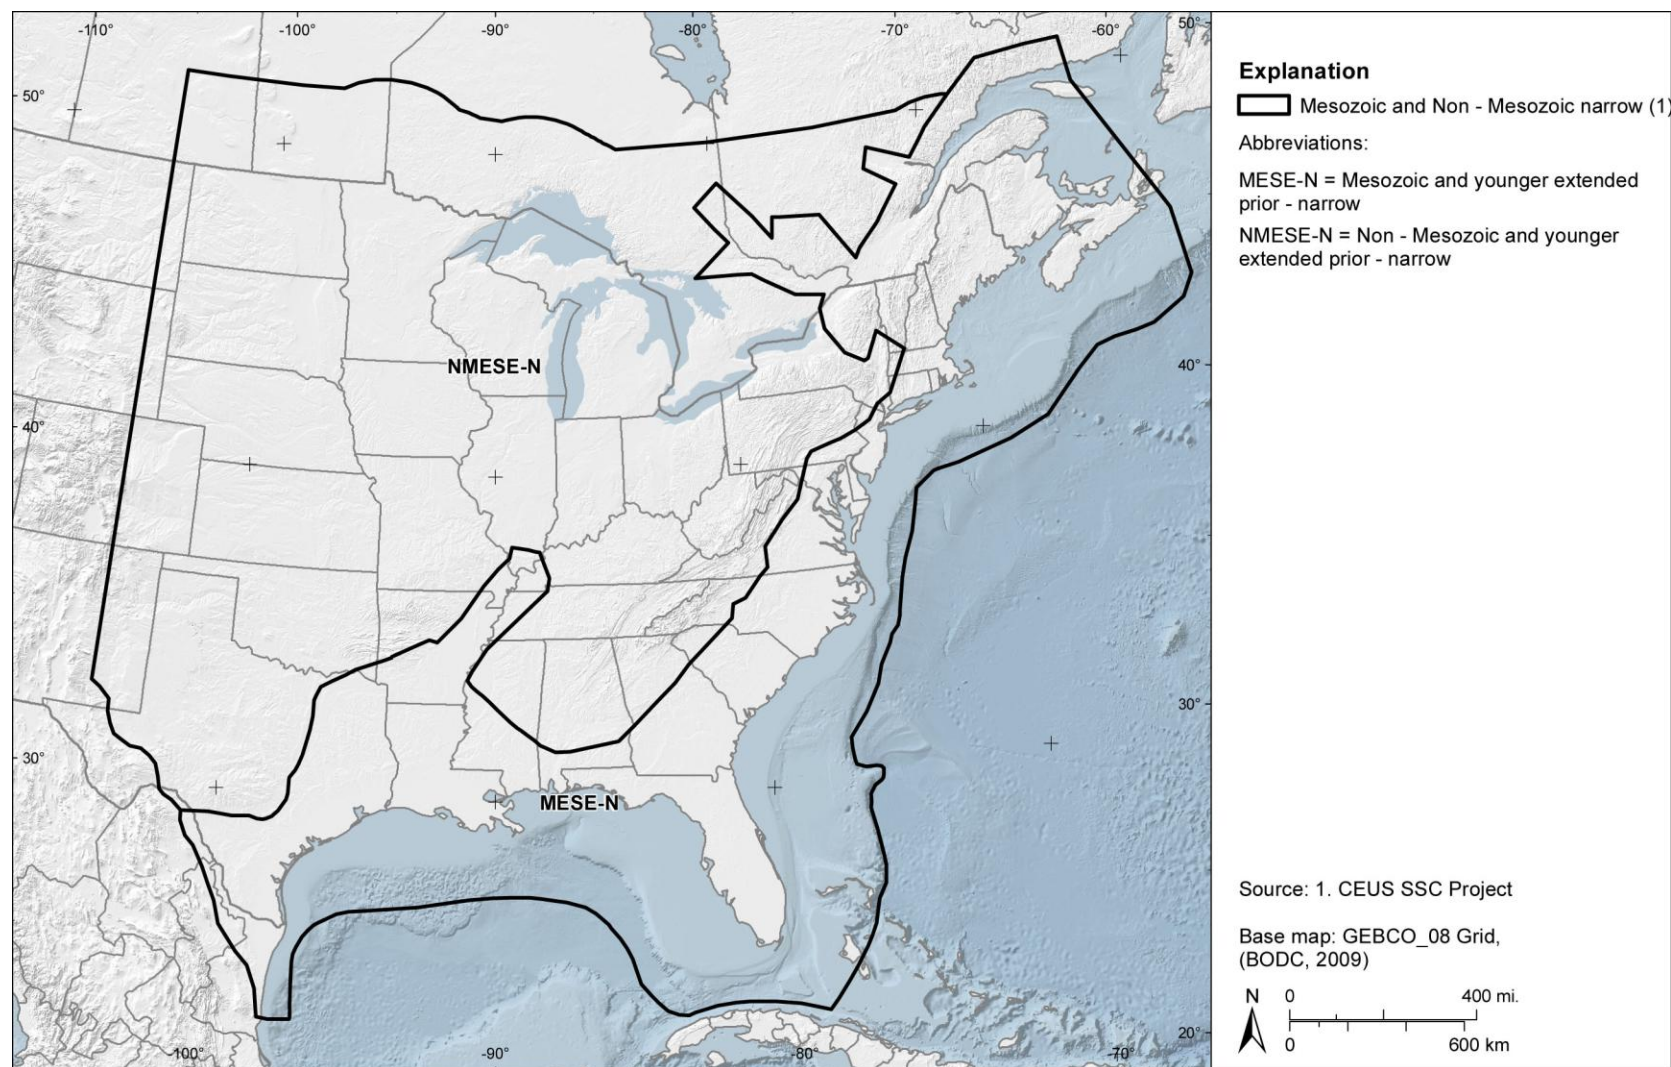 -110° -100° -90° -80° -70° -60° 50°
50°
40°
40°
30°
30°
20°
-100° -90° -80° -70°
NMESE-N
MESE-N
Explanation
Mesozoic and Non - Mesozoic narrow (1)
Abbreviations:
MESE-N = Mesozoic and younger extended
prior - narrow
NMESE-N = Non - Mesozoic and younger
extended prior - narrow
Source: 1. CEUS SSC Project
Base map: GEBCO_08 Grid,
(BODC, 2009)
N 0 400 mi.
0 600 km